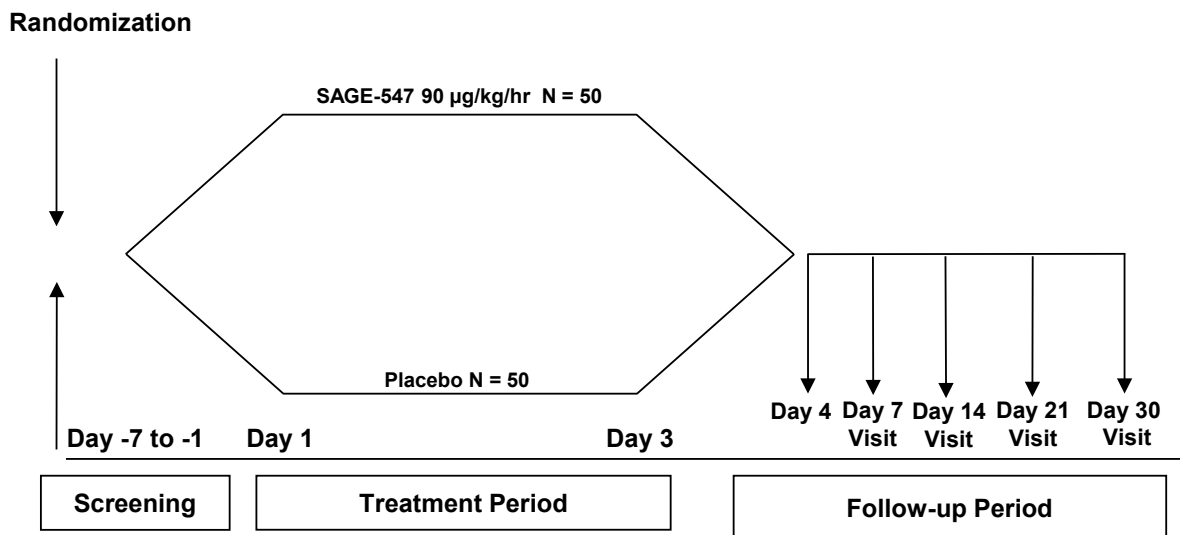 Randomization
SAGE-547 90 µg/kg/hr N = 50
Placebo N = 50
Day 4
Day 7
Visit
Day 14
Visit
Day 21
Visit
Day 30
Visit
Day -7 to -1
Day 1
Day 3
Screening
Treatment Period
Follow-up Period